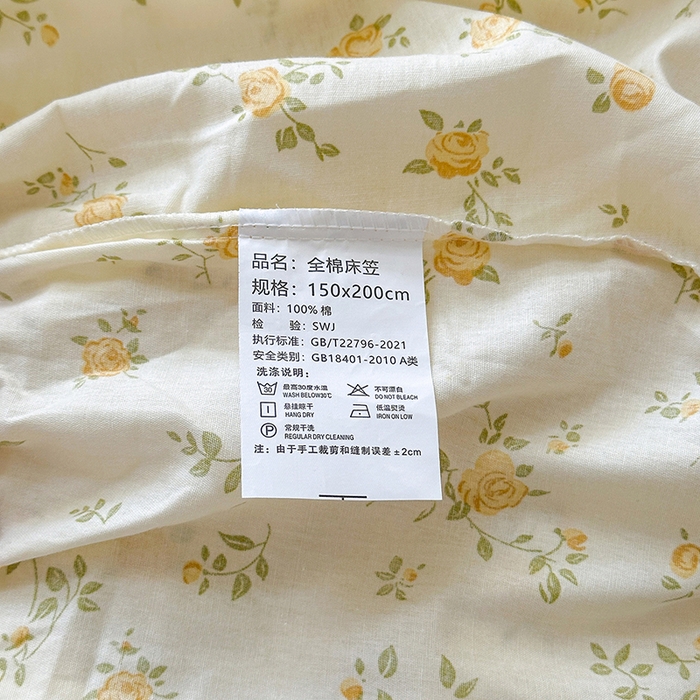 品名：全棉床笠
规格：150x200cm
面料：100% 棉
检 验：SWJ
执行标准：GB/T22796-2021
安全类别：GB18401-2010 A类
洗涤说明：
30 最高30度水温 不可漂白
WASH BELOW30℃ DO NOT BLEACH
悬挂晾干 低温熨烫
HANG DRY IRON ON LOW
P 常规干洗
REGULAR DRY CLEANING
注：由于手工裁剪和缝制误差 ±2cm